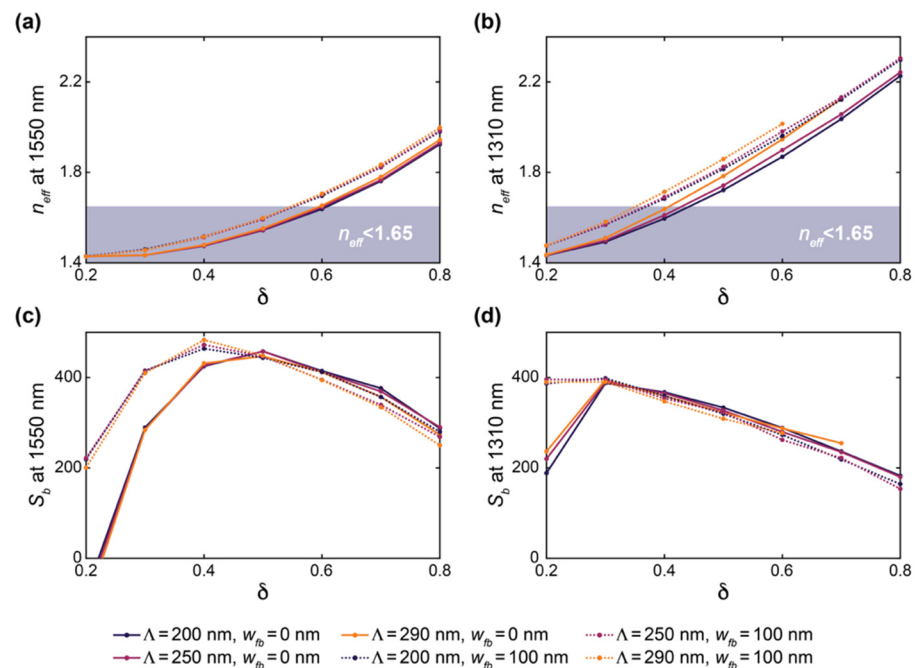 (a)
(b)
n_eff at 1550 nm
2.2
1.8
1.4
n_eff<1.65
0.2 0.4 0.6 0.8
δ
n_eff at 1310 nm
2.2
1.8
1.4
n_eff<1.65
0.2 0.4 0.6 0.8
δ
(c)
(d)
S_b at 1550 nm
400
200
0
0.2 0.4 0.6 0.8
δ
S_b at 1310 nm
400
200
0
0.2 0.4 0.6 0.8
δ
Λ = 200 nm, w_fb = 0 nm
Λ = 290 nm, w_fb = 0 nm
Λ = 250 nm, w_fb = 100 nm
Λ = 250 nm, w_fb = 0 nm
Λ = 200 nm, w_fb = 100 nm
Λ = 290 nm, w_fb = 100 nm